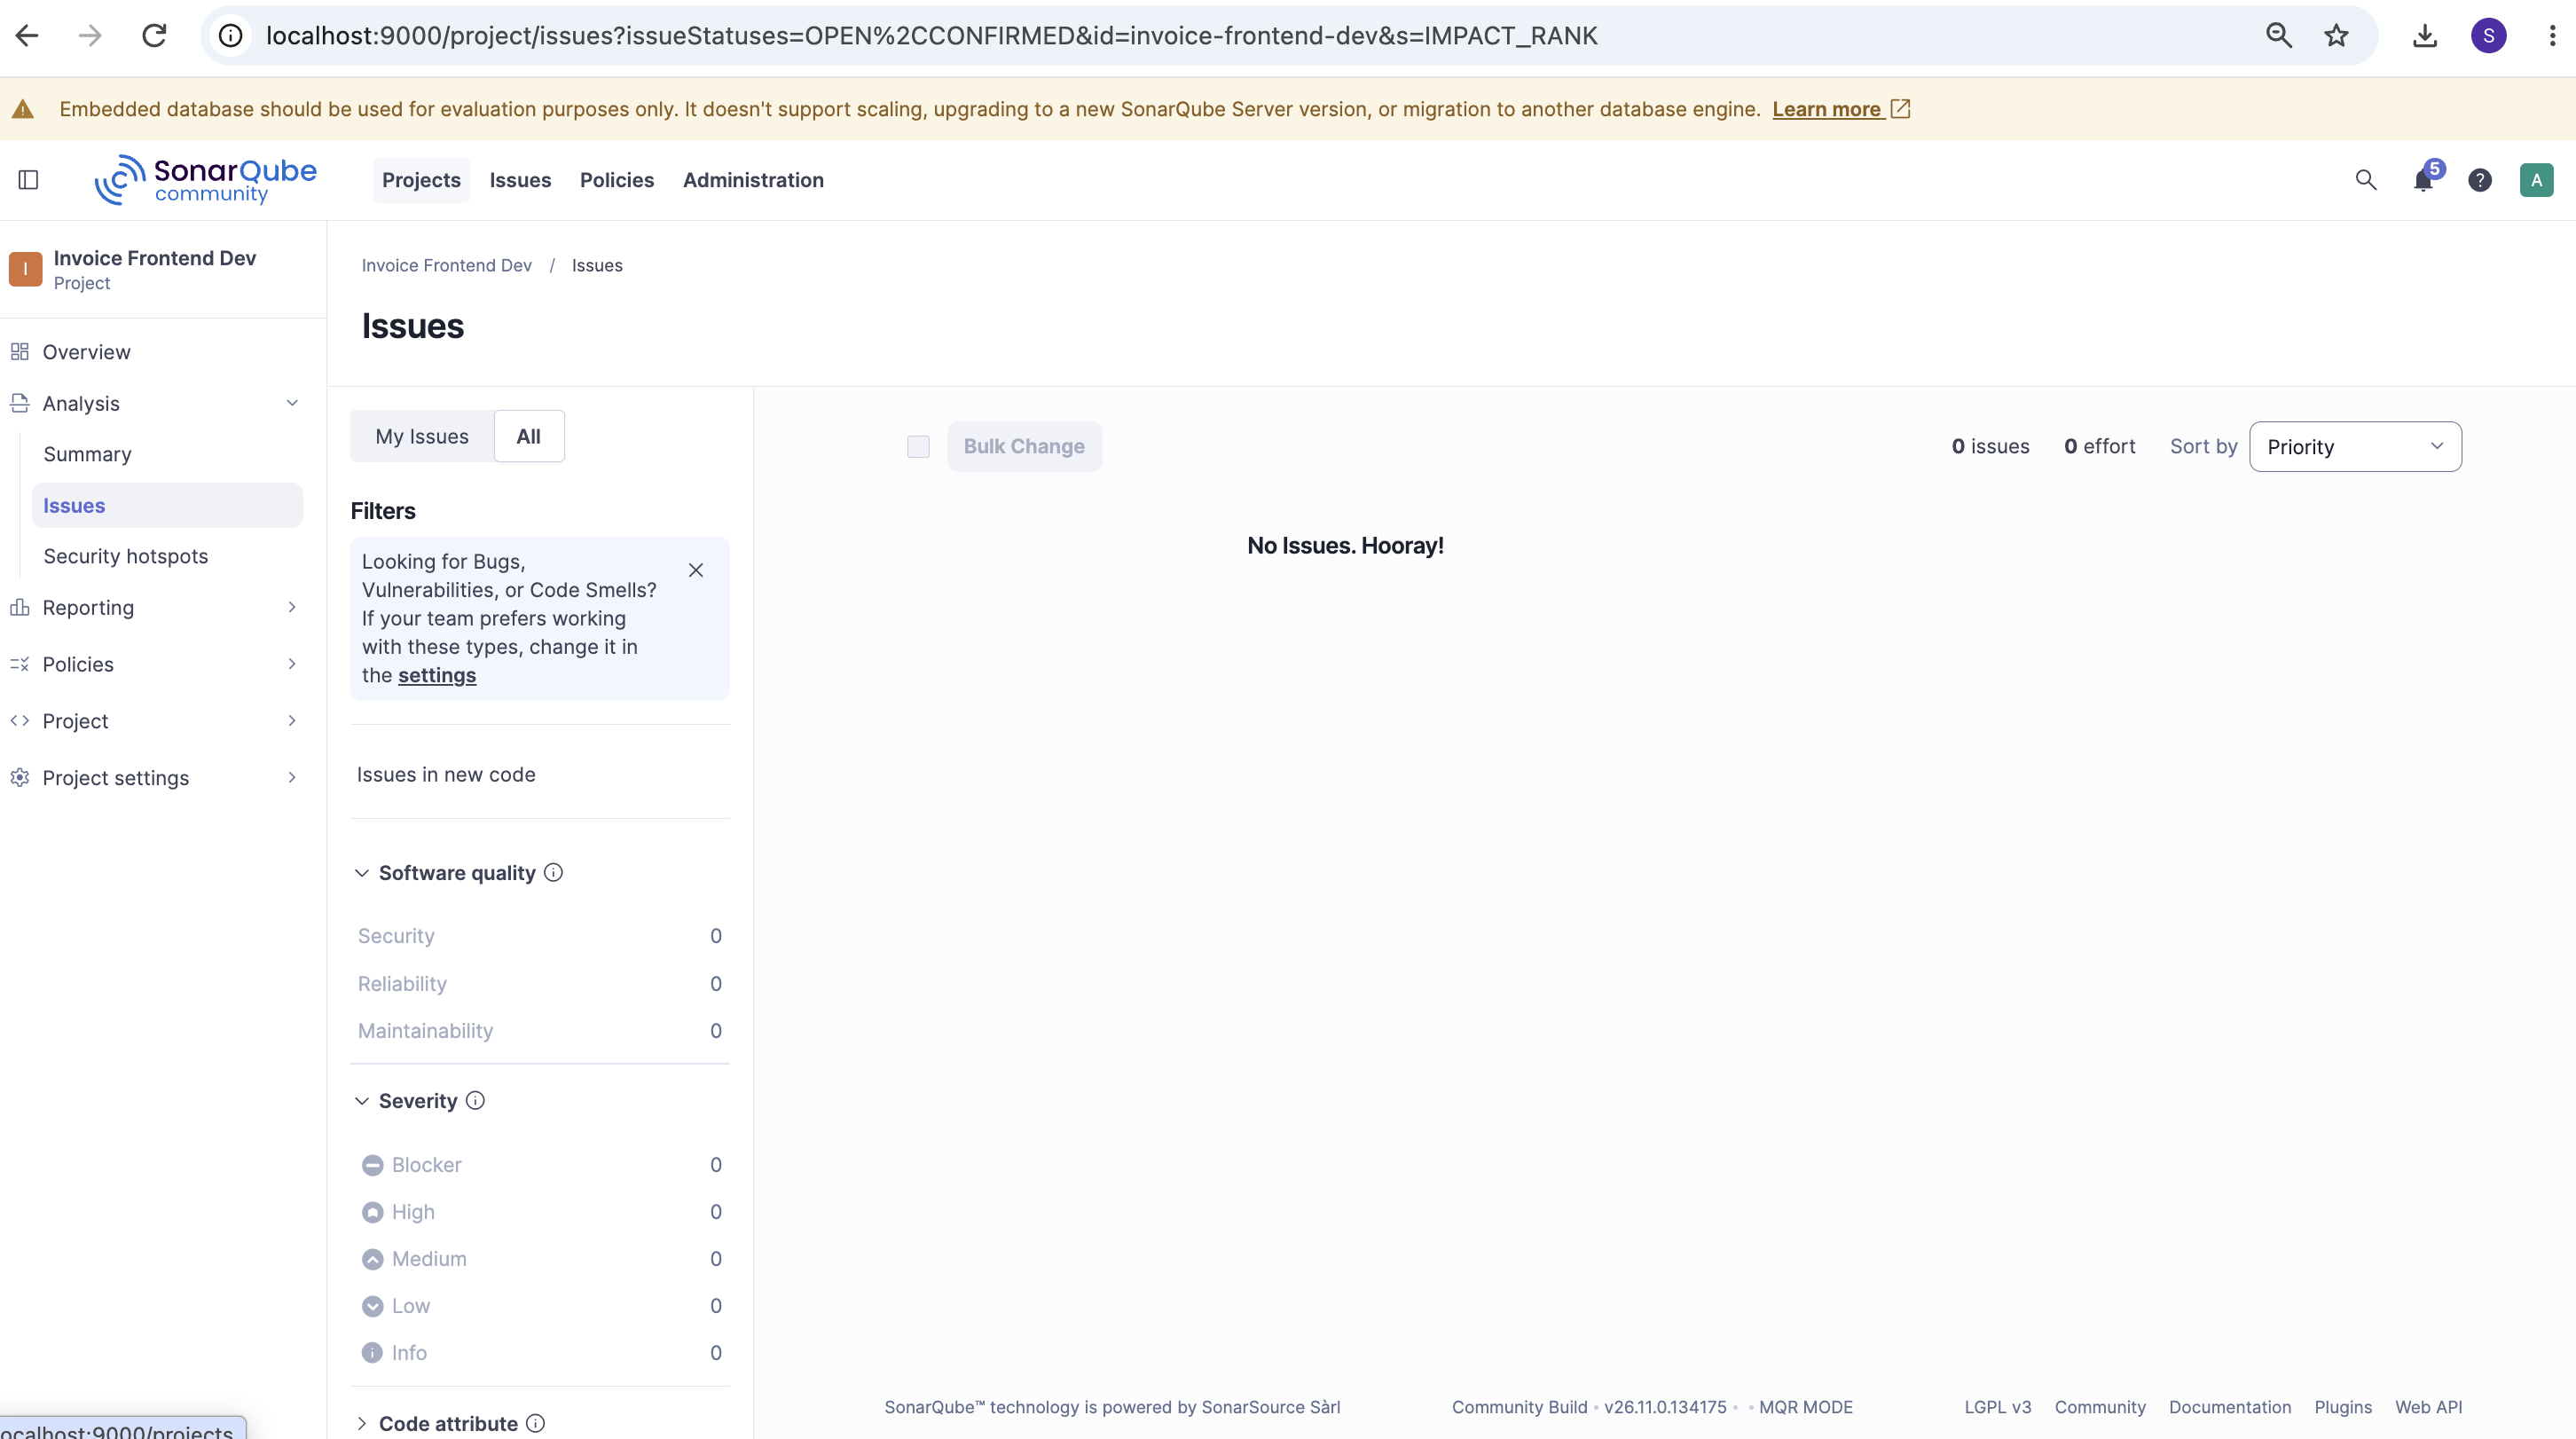 localhost:9000/project/issues?issueStatuses=OPEN%2CCONFIRMED&id=invoice-frontend-dev&s=IMPACT_RANK
S
Embedded database should be used for evaluation purposes only. It doesn't support scaling, upgrading to a new SonarQube Server version, or migration to another database engine. Learn more
SonarQube
community
Projects
Issues
Policies
Administration
5
?
A
I
Invoice Frontend Dev
Project
Overview
Analysis
Summary
Issues
Security hotspots
Reporting
Policies
Project
Project settings
Invoice Frontend Dev / Issues
Issues
My Issues
All
Filters
Looking for Bugs,
Vulnerabilities, or Code Smells?
If your team prefers working
with these types, change it in
the settings
Issues in new code
Software quality
Security 0
Reliability 0
Maintainability 0
Severity
Blocker 0
High 0
Medium 0
Low 0
Info 0
Code attribute
Bulk Change
0 issues
0 effort
Sort by
Priority
No Issues. Hooray!
SonarQube™ technology is powered by SonarSource Sàrl
Community Build • v26.11.0.134175 • • MQR MODE
LGPL v3
Community
Documentation
Plugins
Web API
ocalhost:9000/projects